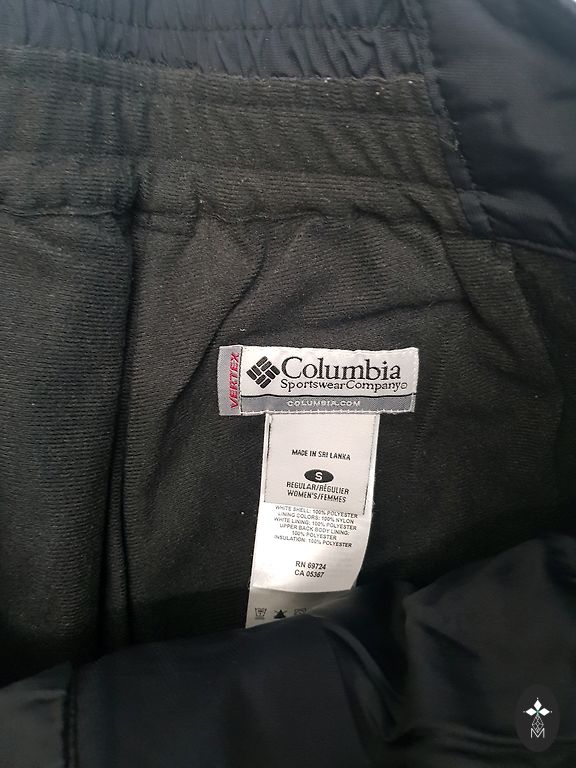 VERTEX
Columbia
Sportswear Company®
COLUMBIA.COM
MADE IN SRI LANKA
S
REGULAR/RÉGULIER
WOMEN'S/FEMMES
WHITE SHELL: 100% POLYESTER
LINING COLORS: 100% NYLON
WHITE LINING: 100% POLYESTER
UPPER BACK BODY LINING:
100% POLYESTER
INSULATION: 100% POLYESTER
RN 69724
CA 05367
M